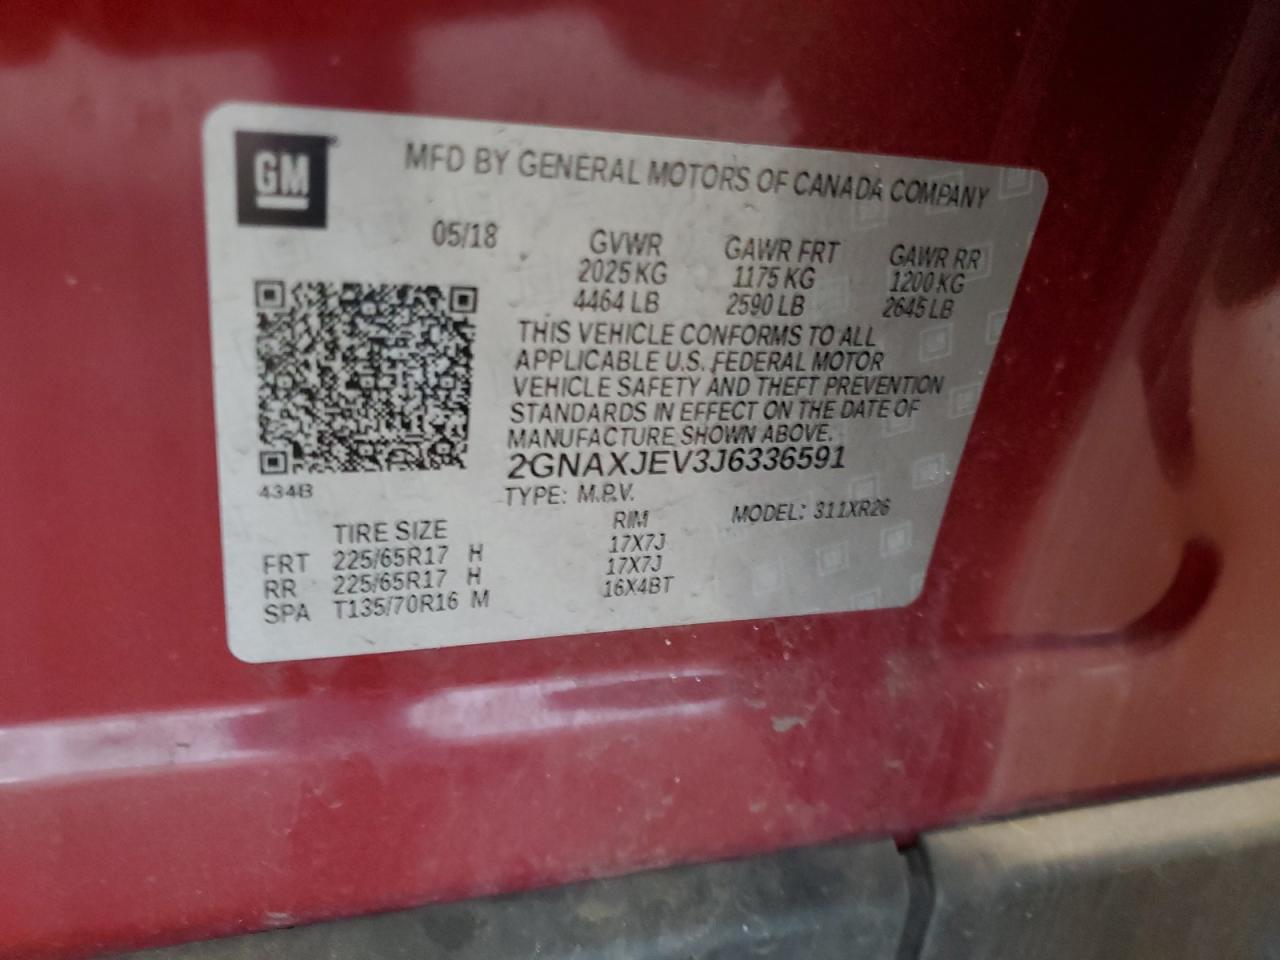 GM
MFD BY GENERAL MOTORS OF CANADA COMPANY
05/18 GVWR GAWR FRT GAWR RR
2025 KG 1175 KG 1200 KG
4464 LB 2590 LB 2645 LB
THIS VEHICLE CONFORMS TO ALL
APPLICABLE U.S. FEDERAL MOTOR
VEHICLE SAFETY AND THEFT PREVENTION
STANDARDS IN EFFECT ON THE DATE OF
MANUFACTURE SHOWN ABOVE.
2GNAXJEV3J6336591
434B
TYPE: M.P.V. MODEL: 311XR26
TIRE SIZE RIM
FRT 225/65R17 H 17X7J
RR 225/65R17 H 17X7J
SPA T135/70R16 M 16X4BT